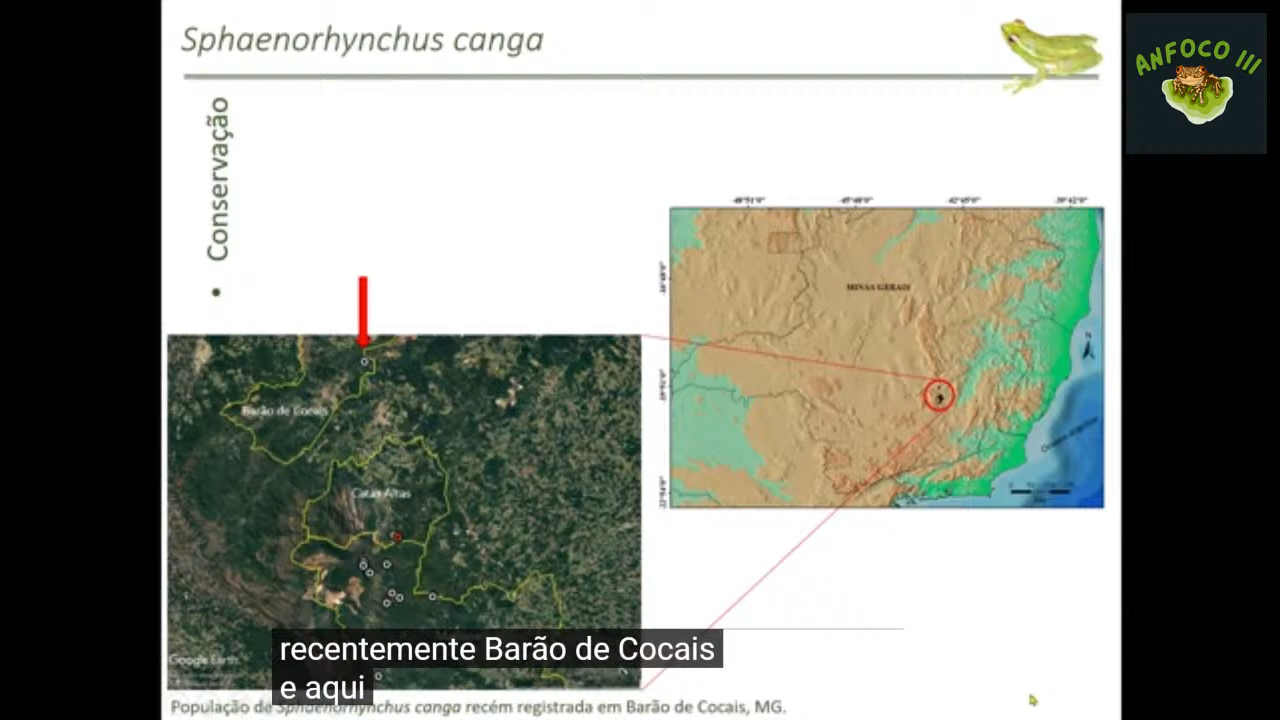 Sphaenorhynchus canga
ANFOCO III
• Conservação
MINAS GERAIS
Barão de Cocais
Catas Altas
Google Earth
recentemente Barão de Cocais
e aqui
População de Sphaenorhynchus canga recém registrada em Barão de Cocais, MG.